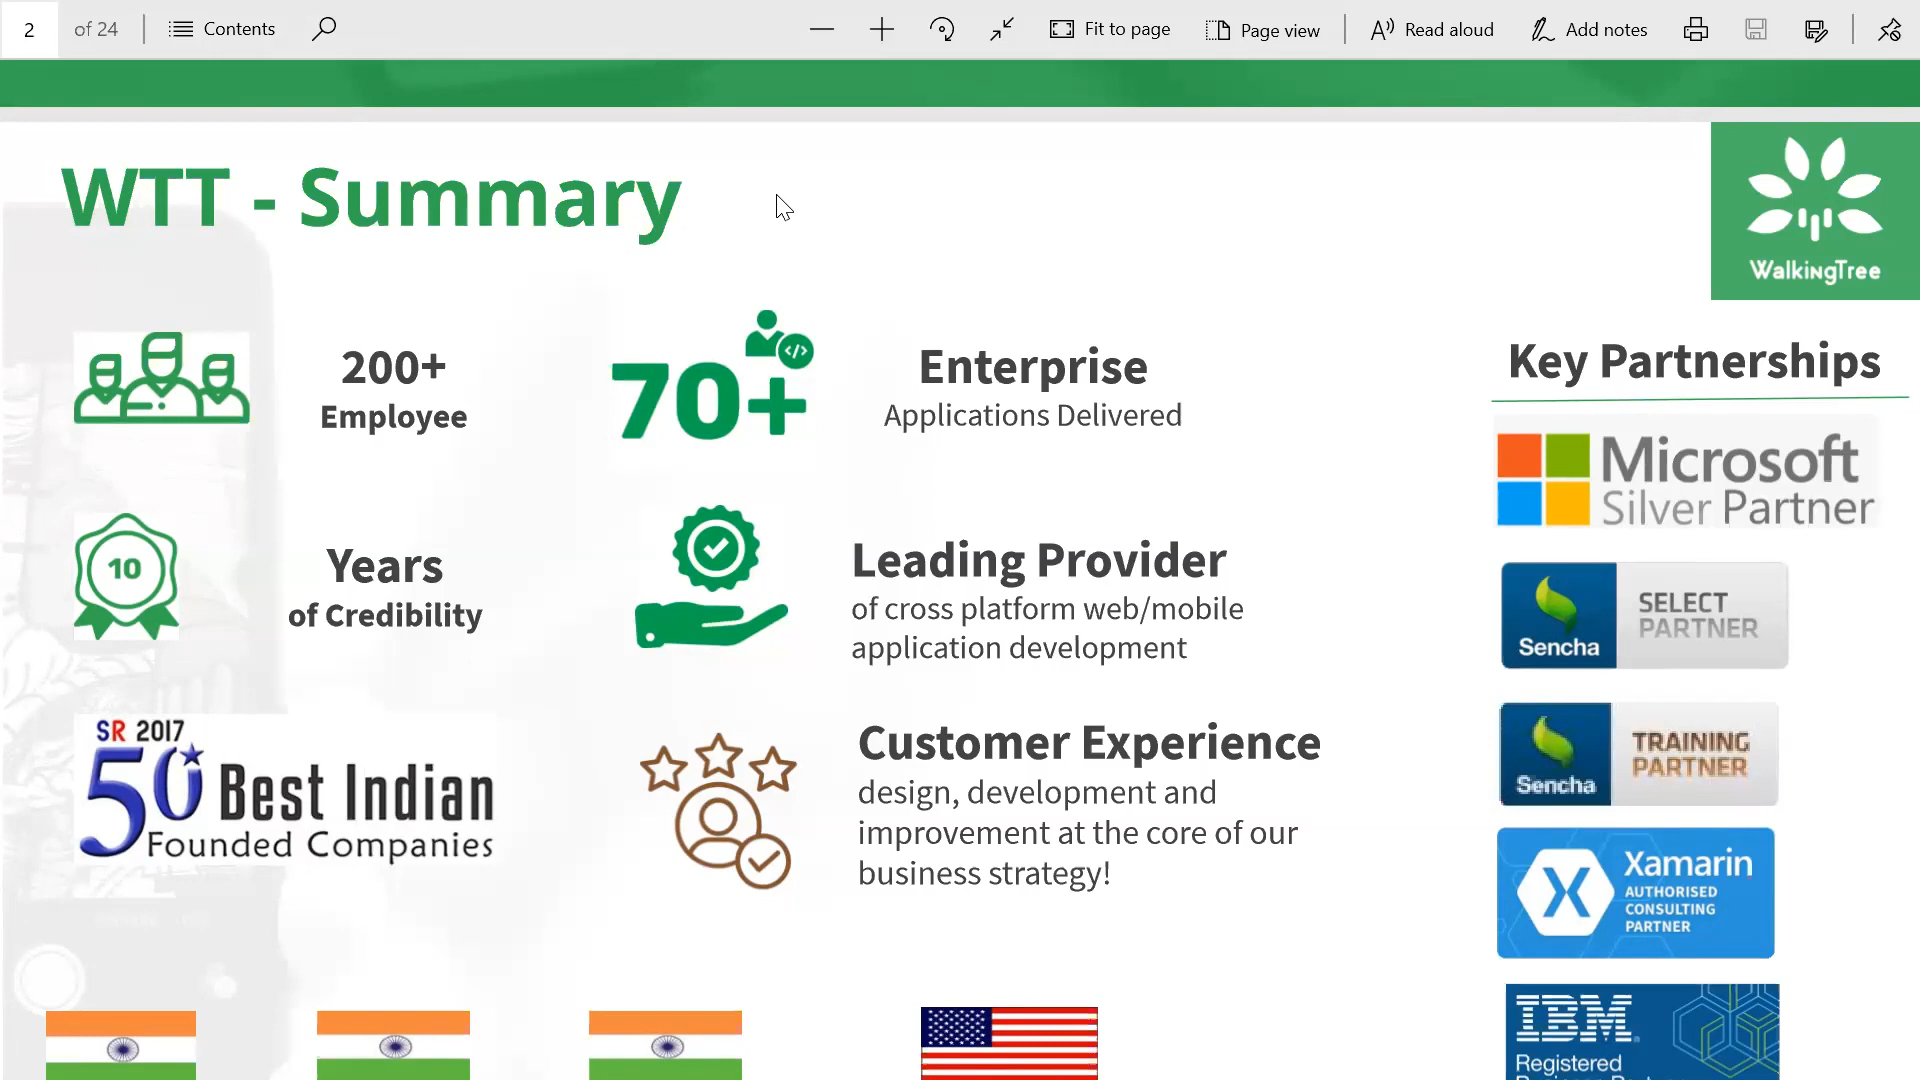 2 of 24 Contents Fit to page Page view Read aloud Add notes
WTT - Summary
WalkingTree
200+
Employee
70+
</>
Enterprise
Applications Delivered
Key Partnerships
Microsoft
Silver Partner
10
Years
of Credibility
Leading Provider
of cross platform web/mobile
application development
Sencha
SELECT
PARTNER
SR 2017
50 Best Indian
Founded Companies
Customer Experience
design, development and
improvement at the core of our
business strategy!
Sencha
TRAINING
PARTNER
X
Xamarin
AUTHORISED
CONSULTING
PARTNER
IBM
Registered